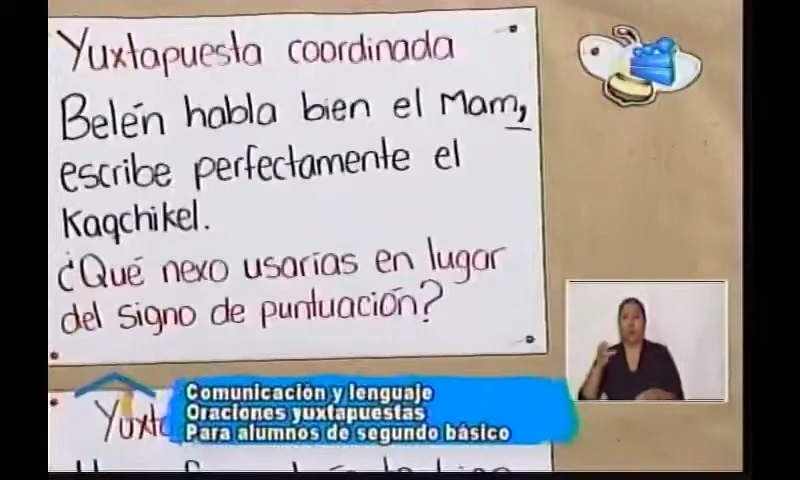 Yuxtapuesta coordinada
Belén habla bien el Mam,
escribe perfectamente el
Kaqchikel.
¿Qué nexo usarías en lugar
del signo de puntuación?
Comunicación y lenguaje
Oraciones yuxtapuestas
Para alumnos de segundo básico